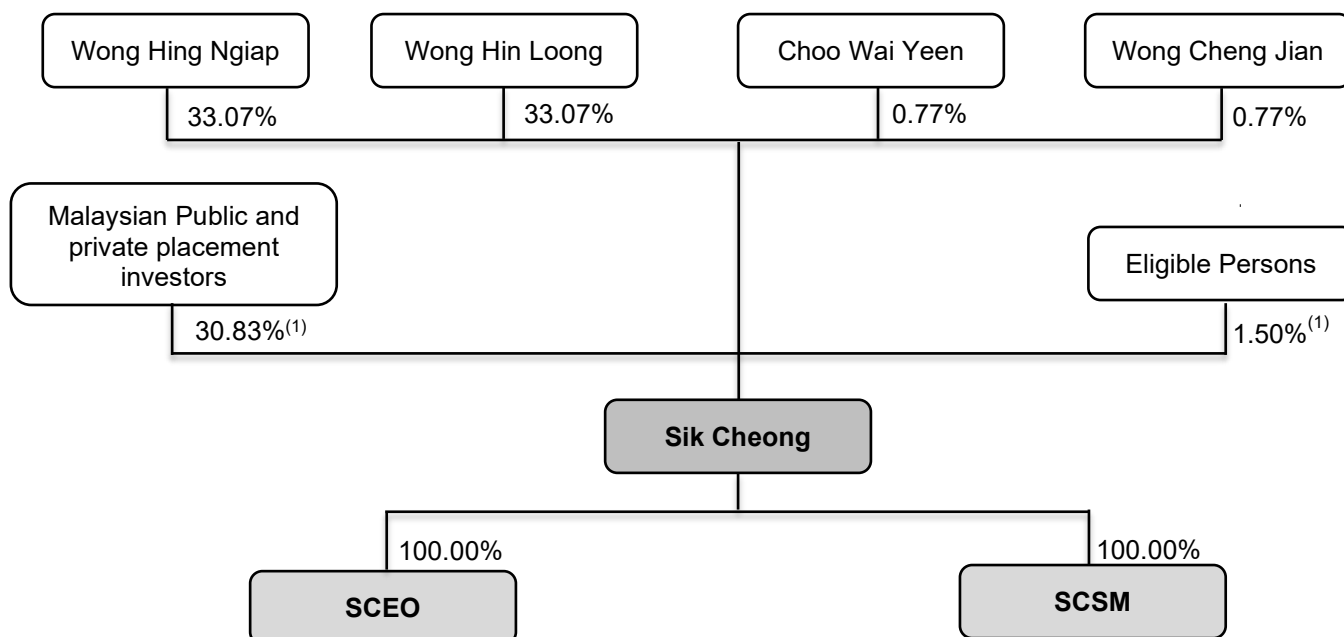 Wong Hing Ngiap
Wong Hin Loong
Choo Wai Yeen
Wong Cheng Jian
33.07%
33.07%
0.77%
0.77%
Malaysian Public and
private placement
investors
Eligible Persons
30.83%(1)
1.50%(1)
Sik Cheong
100.00%
100.00%
SCEO
SCSM